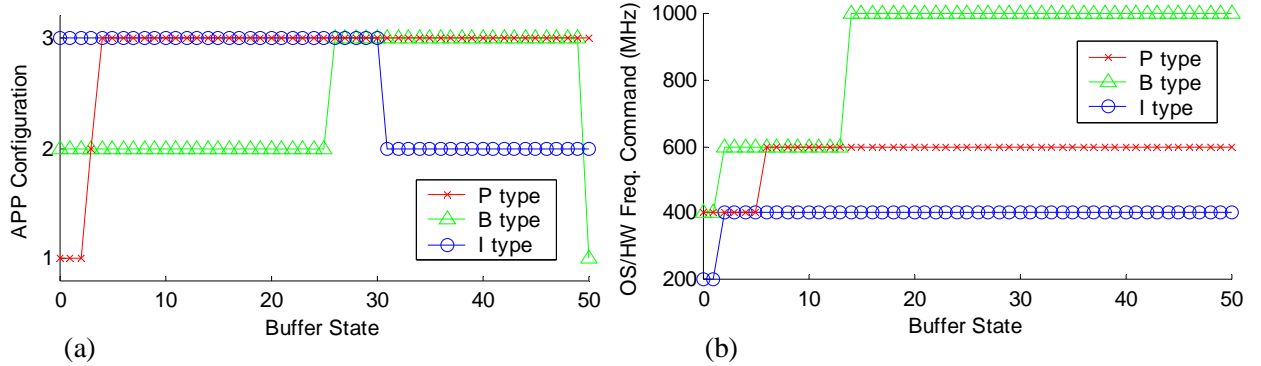 3
2
1
APP Configuration
0
10
20
30
40
50
Buffer State
P type
B type
I type
(a)
1000
800
600
400
200
OS/HW Freq. Command (MHz)
0
10
20
30
40
50
Buffer State
P type
B type
I type
(b)